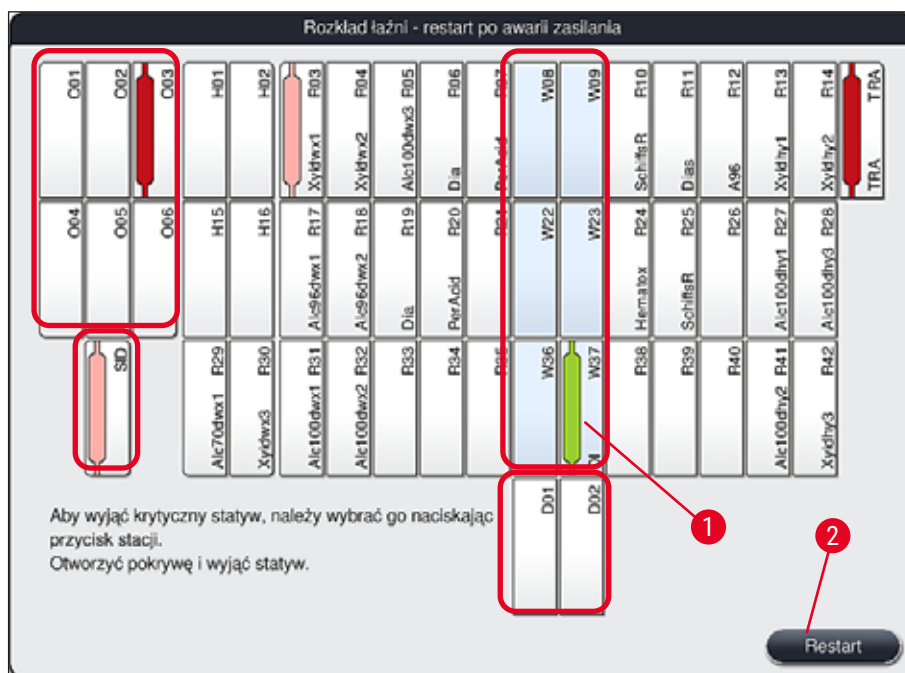 Rozkład łaźni - restart po awarii zasilania
O01
O02
O03
H01
H02
Xyldwx1 R03
Xyldwx2 R04
Alc100dwx3 R05
Dia R06
PerAcid R07
W08
W09
SchiffsR R10
Dias R11
A96 R12
Xyldhy1 R13
Xyldhy2 R14
TRA TRA
O04
O05
O06
H15
H16
Alc96dwx1 R17
Alc96dwx2 R18
Dia R19
PerAcid R20
R21
W22
W23
Hematox R24
SchiffsR R25
R26
Alc100dhy1 R27
Alc100dhy3 R28
SID
Alc70dwx1 R29
Xyldwx3 R30
Alc100dwx1 R31
Alc100dwx2 R32
R33
R34
R35
W36
DI W37
R38
R39
R40
Alc100dhy2 R41
Xyldhy3 R42
D01
D02
1
2
Aby wyjąć krytyczny statyw, należy wybrać go naciskając
przycisk stacji.
Otworzyć pokrywę i wyjąć statyw.
Restart